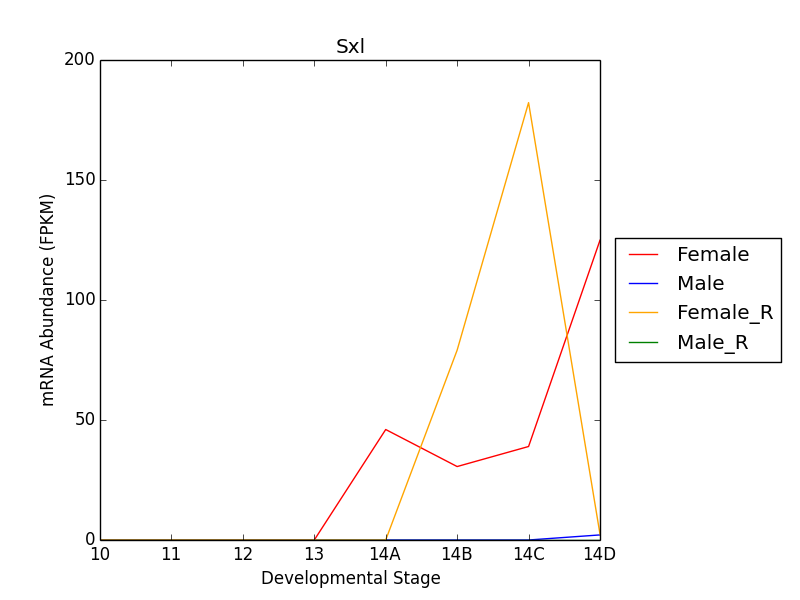 Sxl
200
150
100
50
0
mRNA Abundance (FPKM)
10 11 12 13 14A 14B 14C 14D
Developmental Stage
Female
Male
Female_R
Male_R